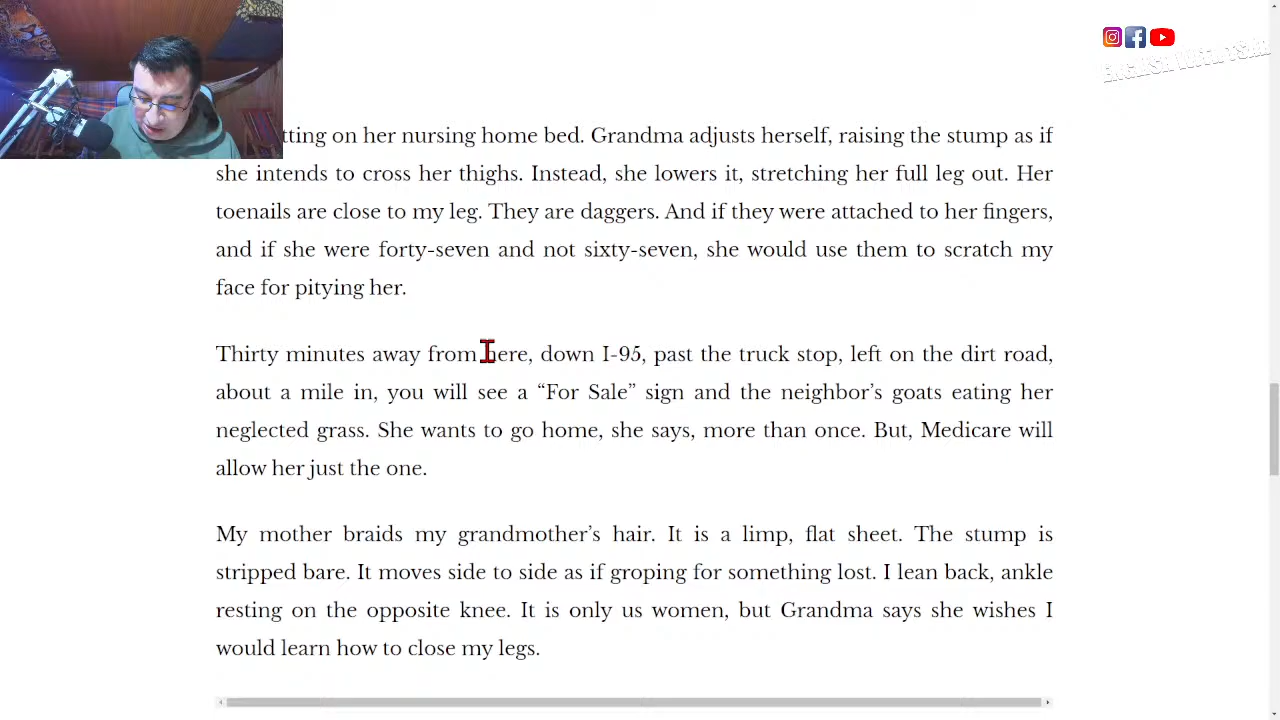 ENGLISH WITH
tting on her nursing home bed. Grandma adjusts herself, raising the stump as if
she intends to cross her thighs. Instead, she lowers it, stretching her full leg out. Her
toenails are close to my leg. They are daggers. And if they were attached to her fingers,
and if she were forty-seven and not sixty-seven, she would use them to scratch my
face for pitying her.
Thirty minutes away from here, down I-95, past the truck stop, left on the dirt road,
about a mile in, you will see a “For Sale” sign and the neighbor’s goats eating her
neglected grass. She wants to go home, she says, more than once. But, Medicare will
allow her just the one.
My mother braids my grandmother’s hair. It is a limp, flat sheet. The stump is
stripped bare. It moves side to side as if groping for something lost. I lean back, ankle
resting on the opposite knee. It is only us women, but Grandma says she wishes I
would learn how to close my legs.